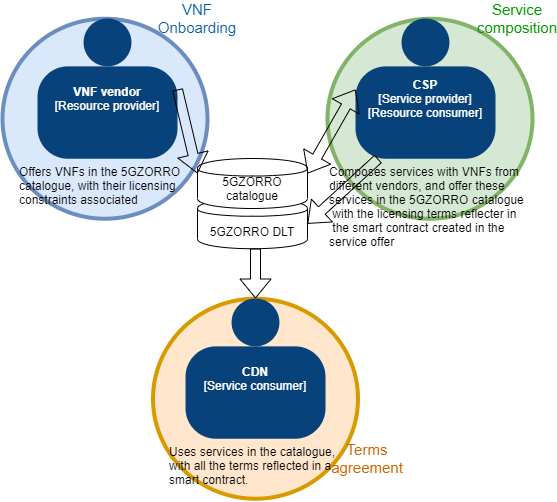 VNF
Onboarding
VNF vendor
[Resource provider]
Offers VNFs in the 5GZORRO
catalogue, with their licensing
constraints associated
Service
composition
CSP
[Service provider]
[Resource consumer]
Composes services with VNFs from
different vendors, and offer these
services in the 5GZORRO catalogue
with the licensing terms reflecter in
the smart contract created in the
service offer
5GZORRO
catalogue
5GZORRO DLT
CDN
[Service consumer]
Uses services in the catalogue,
with all the terms reflected in a
smart contract.
Terms
agreement